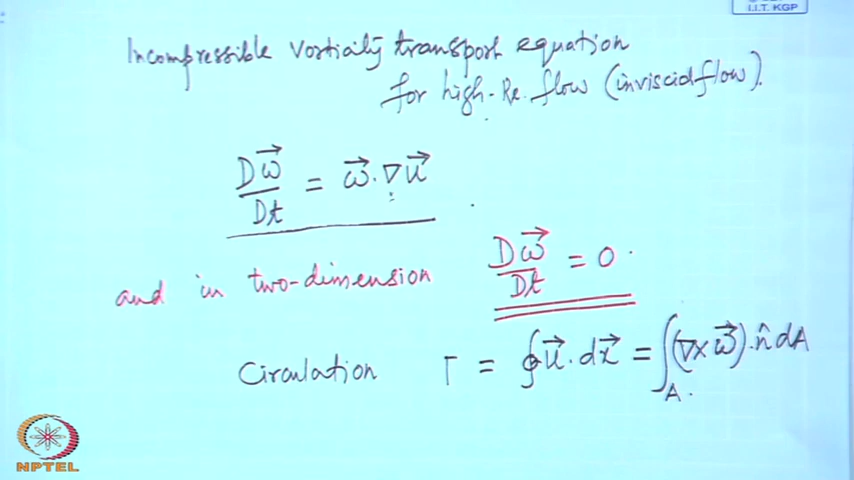 I.I.T. KGP
Incompressible Vorticity transport equation
for high-Re. flow (inviscid flow).
Dω⃗/Dt = ω⃗·∇u⃗
and in two-dimension Dω⃗/Dt = 0.
Circulation Γ = ∮u⃗·dx⃗ = ∫_A (∇×ω⃗)·n̂dA
NPTEL